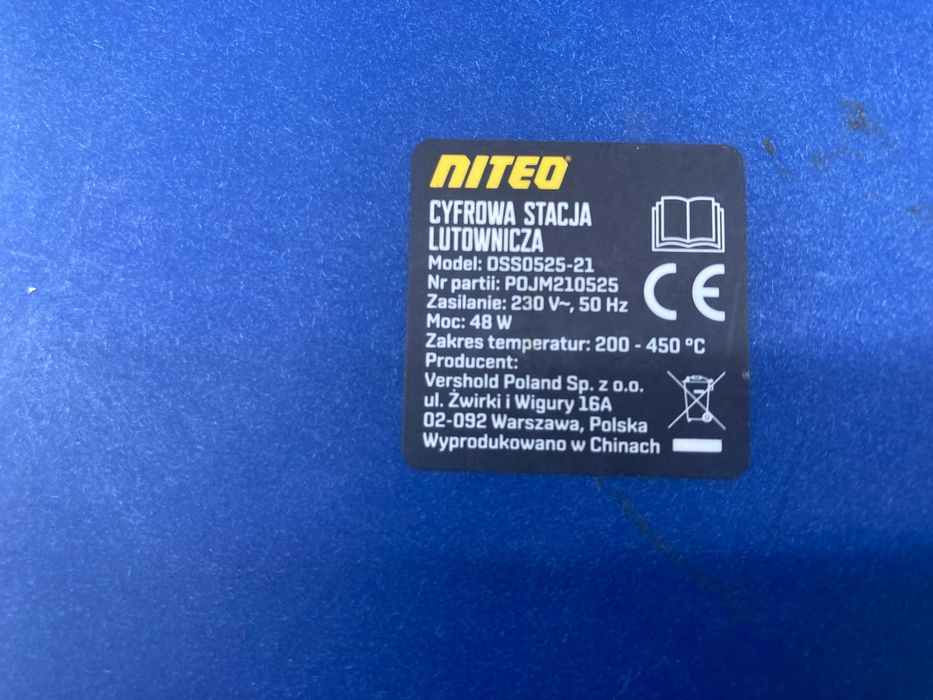 NITEO
CYFROWA STACJA
LUTOWNICZA
Model: DSS0525-21
Nr partii: POJM210525
Zasilanie: 230 V~, 50 Hz
Moc: 48 W
Zakres temperatur: 200 - 450 °C
Producent:
Vershold Poland Sp. z o.o.
ul. Żwirki i Wigury 16A
02-092 Warszawa, Polska
Wyprodukowano w Chinach
CE